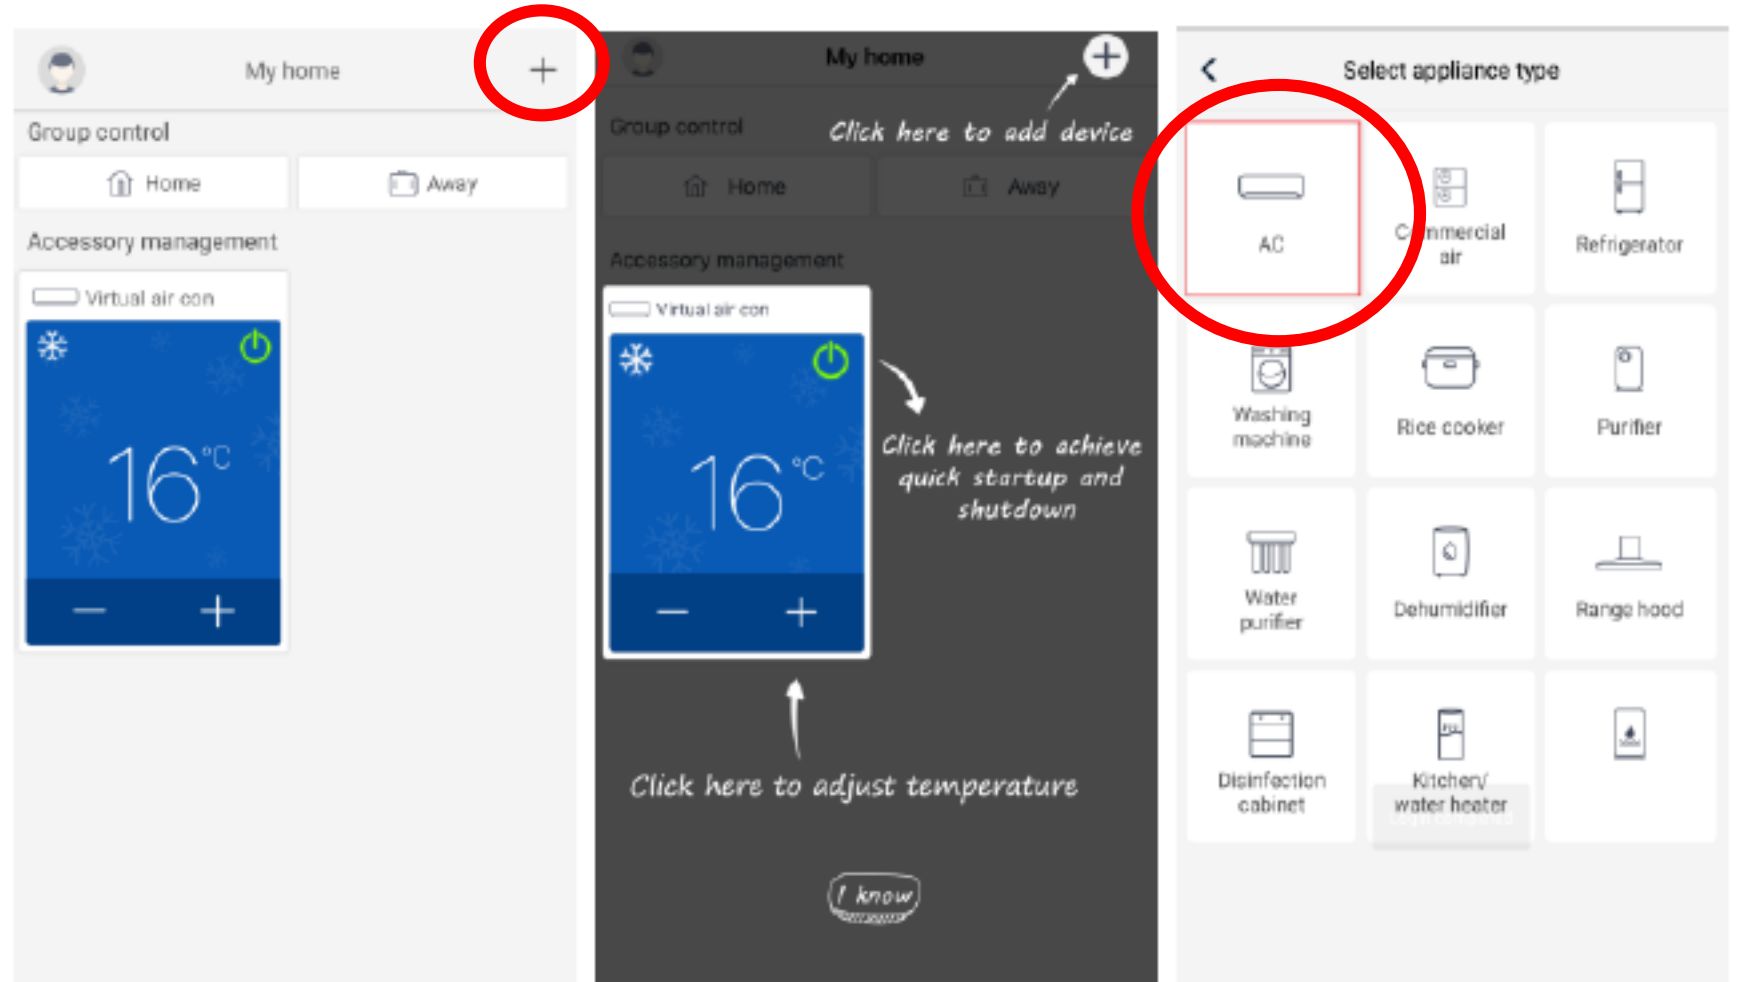 My home
Group control
Home
Away
Accessory management
Virtual air con
16°C
My home
Click here to add device
Group control
Home
Away
Accessory management
Virtual air con
16°C
Click here to achieve
quick startup and
shutdown
Click here to adjust temperature
I know
Select appliance type
AC
Commercial
air
Refrigerator
Washing
machine
Rice cooker
Purifier
Water
purifier
Dehumidifier
Range hood
Disinfection
cabinet
Kitchen/
water heater